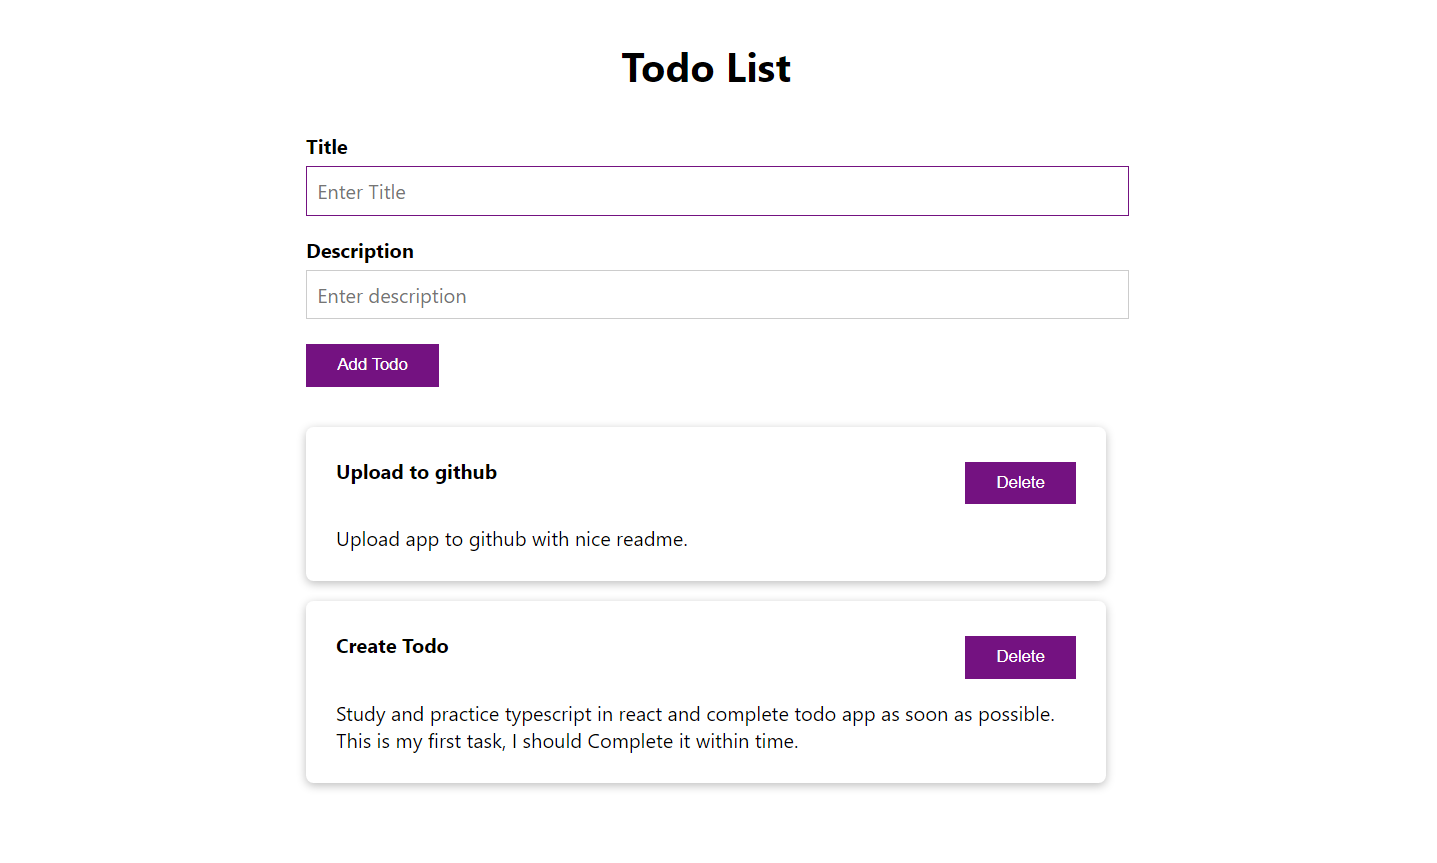 Todo List
Title
Enter Title
Description
Enter description
Add Todo
Upload to github
Delete
Upload app to github with nice readme.
Create Todo
Delete
Study and practice typescript in react and complete todo app as soon as possible.
This is my first task, I should Complete it within time.